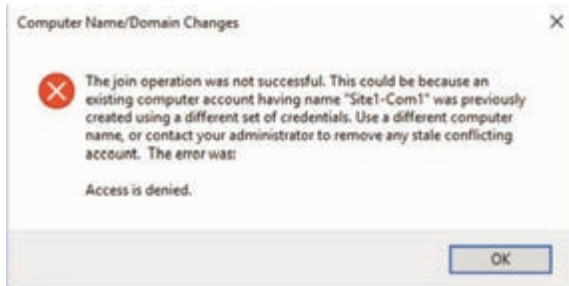 Computer Name/Domain Changes
The join operation was not successful. This could be because an
existing computer account having name "Site1-Com1" was previously
created using a different set of credentials. Use a different computer
name, or contact your administrator to remove any stale conflicting
account. The error was:
Access is denied.
OK